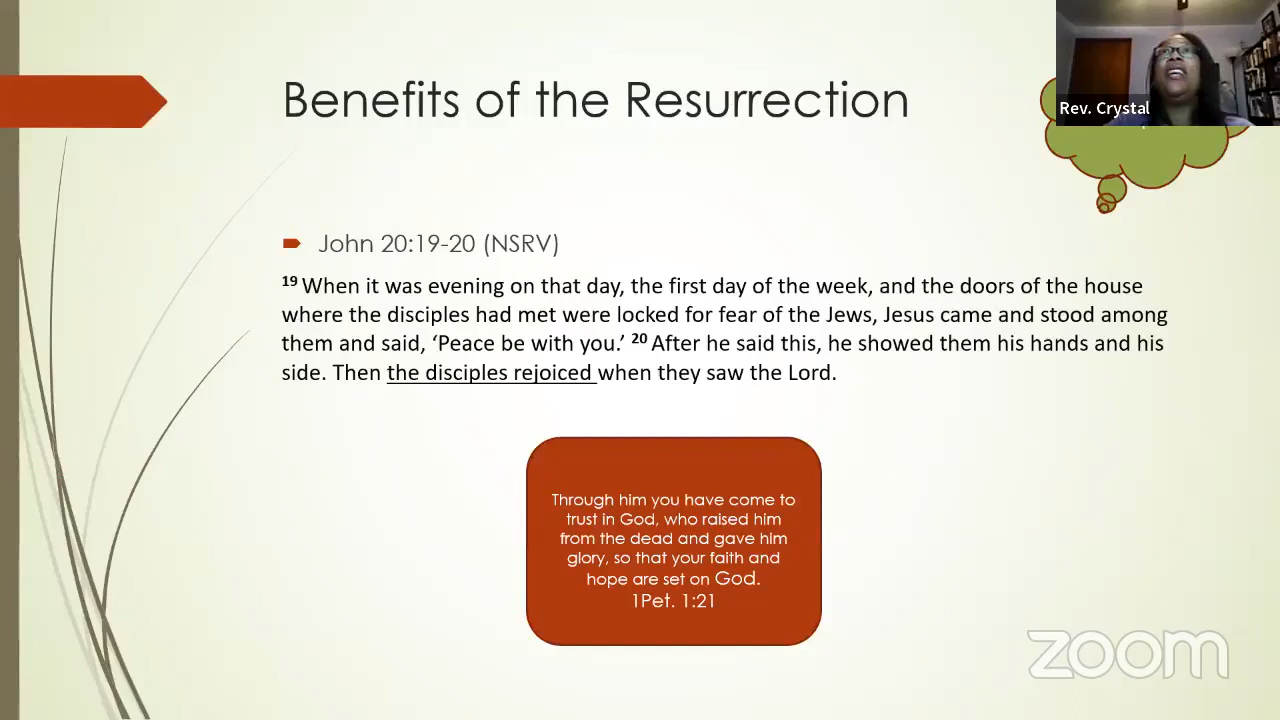 Benefits of the Resurrection
Rev. Crystal
John 20:19-20 (NSRV)
19 When it was evening on that day, the first day of the week, and the doors of the house
where the disciples had met were locked for fear of the Jews, Jesus came and stood among
them and said, ‘Peace be with you.’ 20 After he said this, he showed them his hands and his
side. Then the disciples rejoiced when they saw the Lord.
Through him you have come to
trust in God, who raised him
from the dead and gave him
glory, so that your faith and
hope are set on God.
1Pet. 1:21
zoom